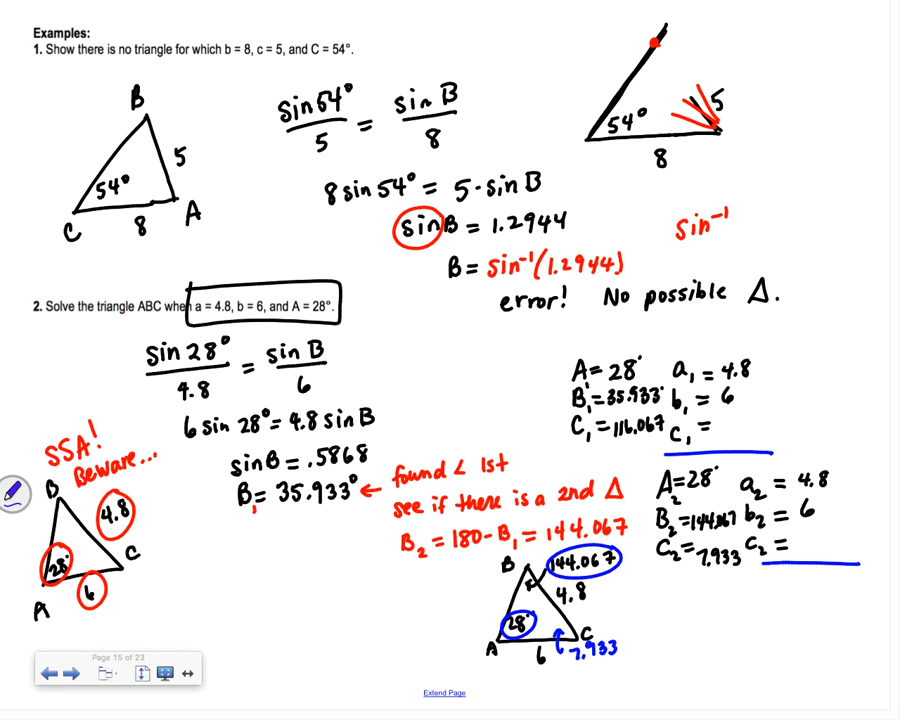 Examples:
1. Show there is no triangle for which b = 8, c = 5, and C = 54°.
B
54°
5
C
8
A
sin54°/5 = sin B/8
8 sin 54° = 5·sin B
sinB = 1.2944
B = sin⁻¹(1.2944)
error! No possible Δ.
54°
5
8
sin⁻¹
2. Solve the triangle ABC when a = 4.8, b = 6, and A = 28°.
sin 28°/4.8 = sin B/6
6 sin 28° = 4.8 sin B
sinB = .5868
B₁ = 35.933° ←
found ∠ 1st
see if there is a 2nd Δ
B₂ = 180 - B₁ = 144.067
SSA!
Beware...
B
4.8
28°
C
6
A
A = 28° a₁ = 4.8
B₁ = 35.933° b₁ = 6
C₁ = 116.067 c₁ =
A₂ = 28° a₂ = 4.8
B₂ = 144.067 b₂ = 6
C₂ = 7.933 c₂ =
B
144.067
4.8
28°
A
6
C
7.933
Page 15 of 23
Extend Page